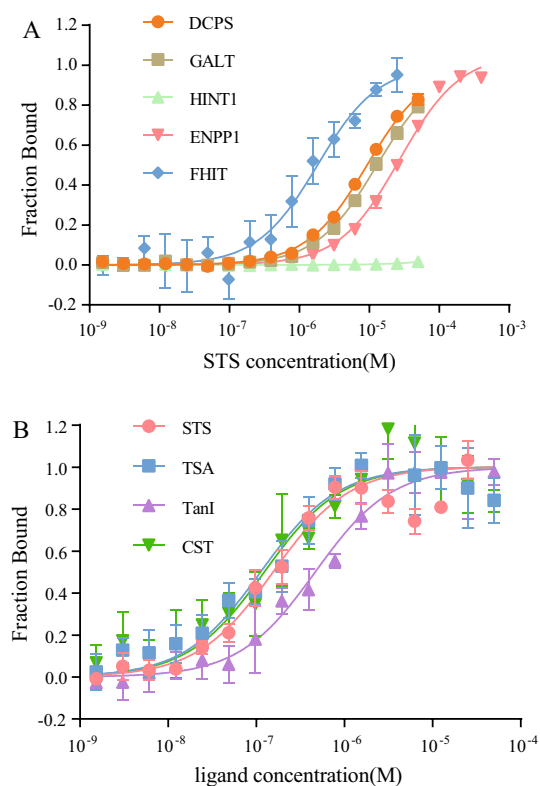 A
DCPS
GALT
HINT1
ENPP1
FHIT
Fraction Bound
1.2
1.0
0.8
0.6
0.4
0.2
0.0
-0.2
10-9 10-8 10-7 10-6 10-5 10-4 10-3
STS concentration(M)
B
STS
TSA
TanI
CST
Fraction Bound
1.2
1.0
0.8
0.6
0.4
0.2
0.0
-0.2
10-9 10-8 10-7 10-6 10-5 10-4
ligand concentration(M)